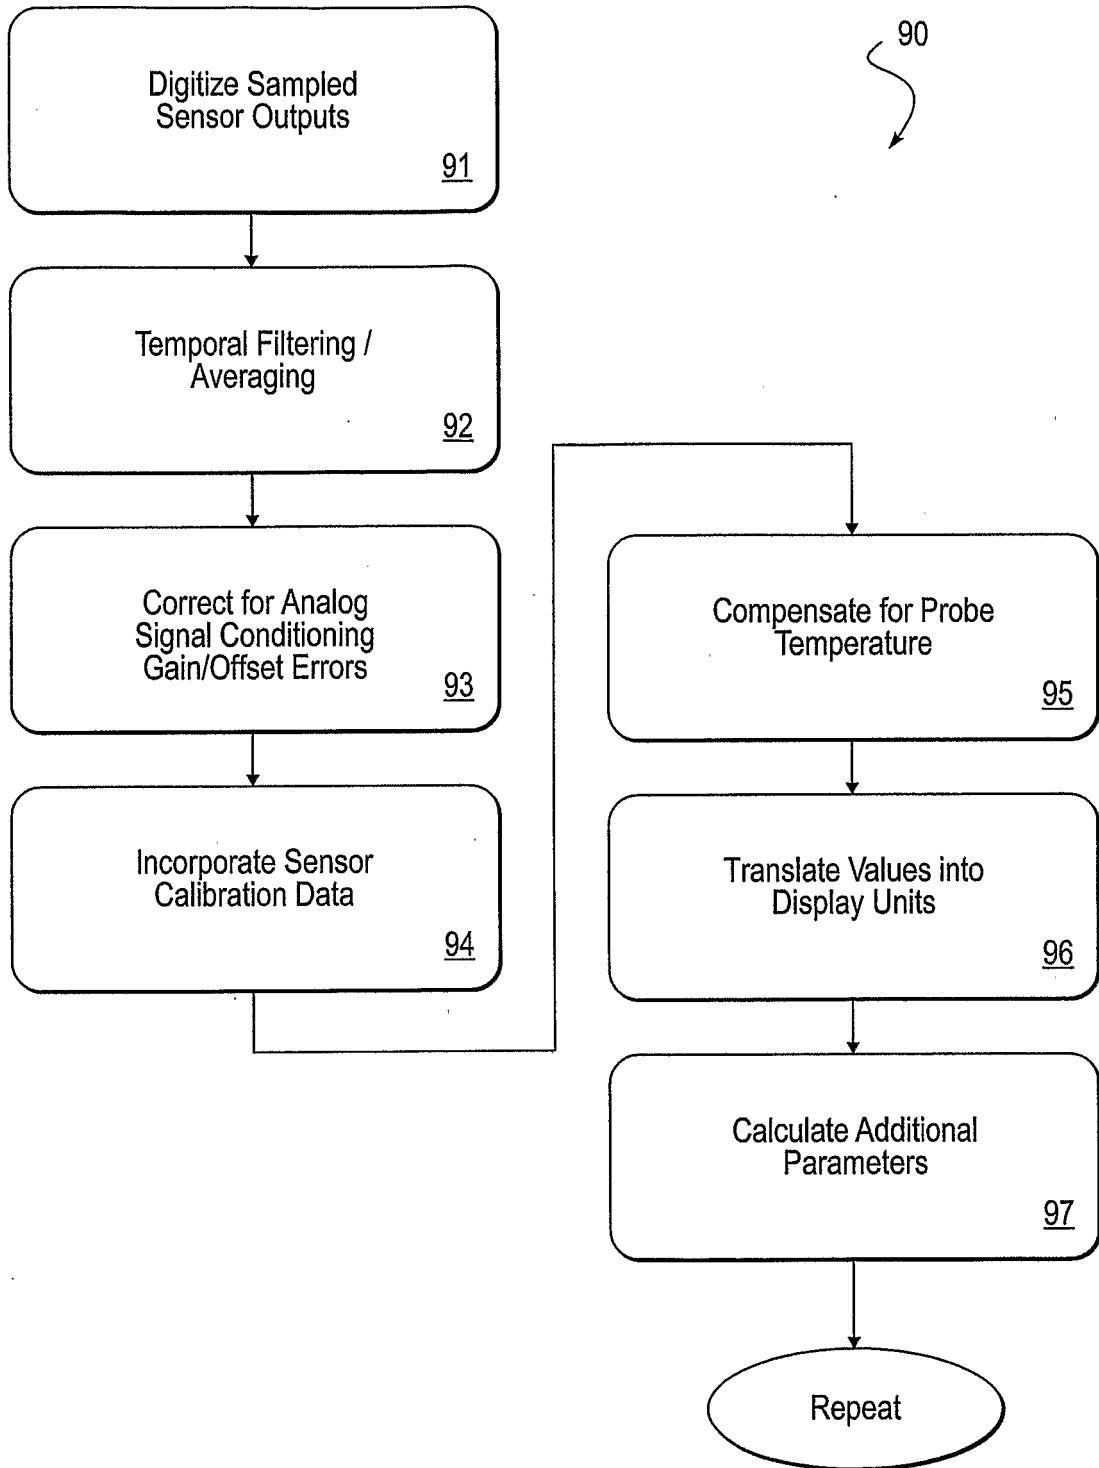 90
Digitize Sampled
Sensor Outputs
91
Temporal Filtering /
Averaging
92
Correct for Analog
Signal Conditioning
Gain/Offset Errors
93
Incorporate Sensor
Calibration Data
94
Compensate for Probe
Temperature
95
Translate Values into
Display Units
96
Calculate Additional
Parameters
97
Repeat